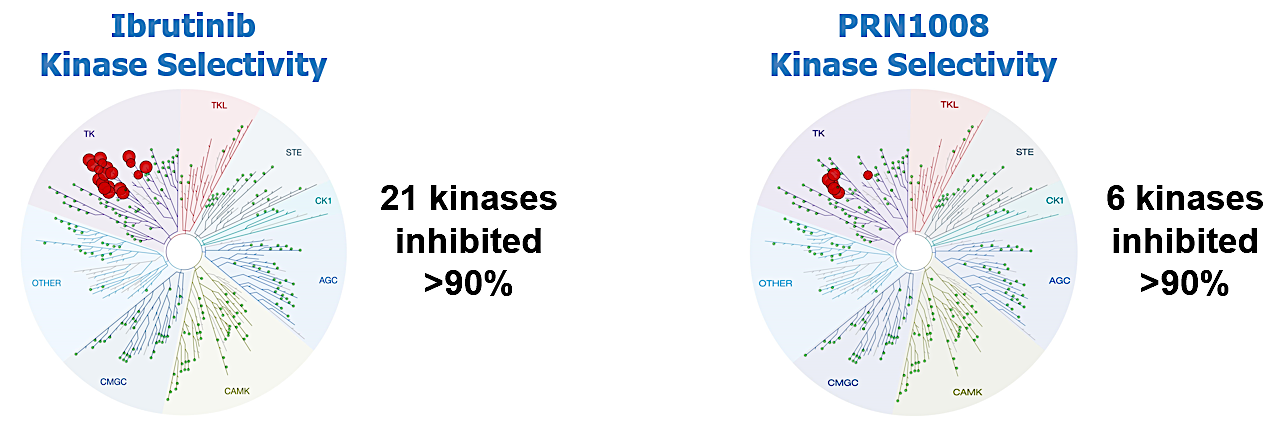 Ibrutinib
Kinase Selectivity
TKL
TK
STE
CK1
AGC
OTHER
CMGC
CAMK
21 kinases
inhibited
>90%
PRN1008
Kinase Selectivity
TKL
TK
STE
CK1
AGC
OTHER
CMGC
CAMK
6 kinases
inhibited
>90%